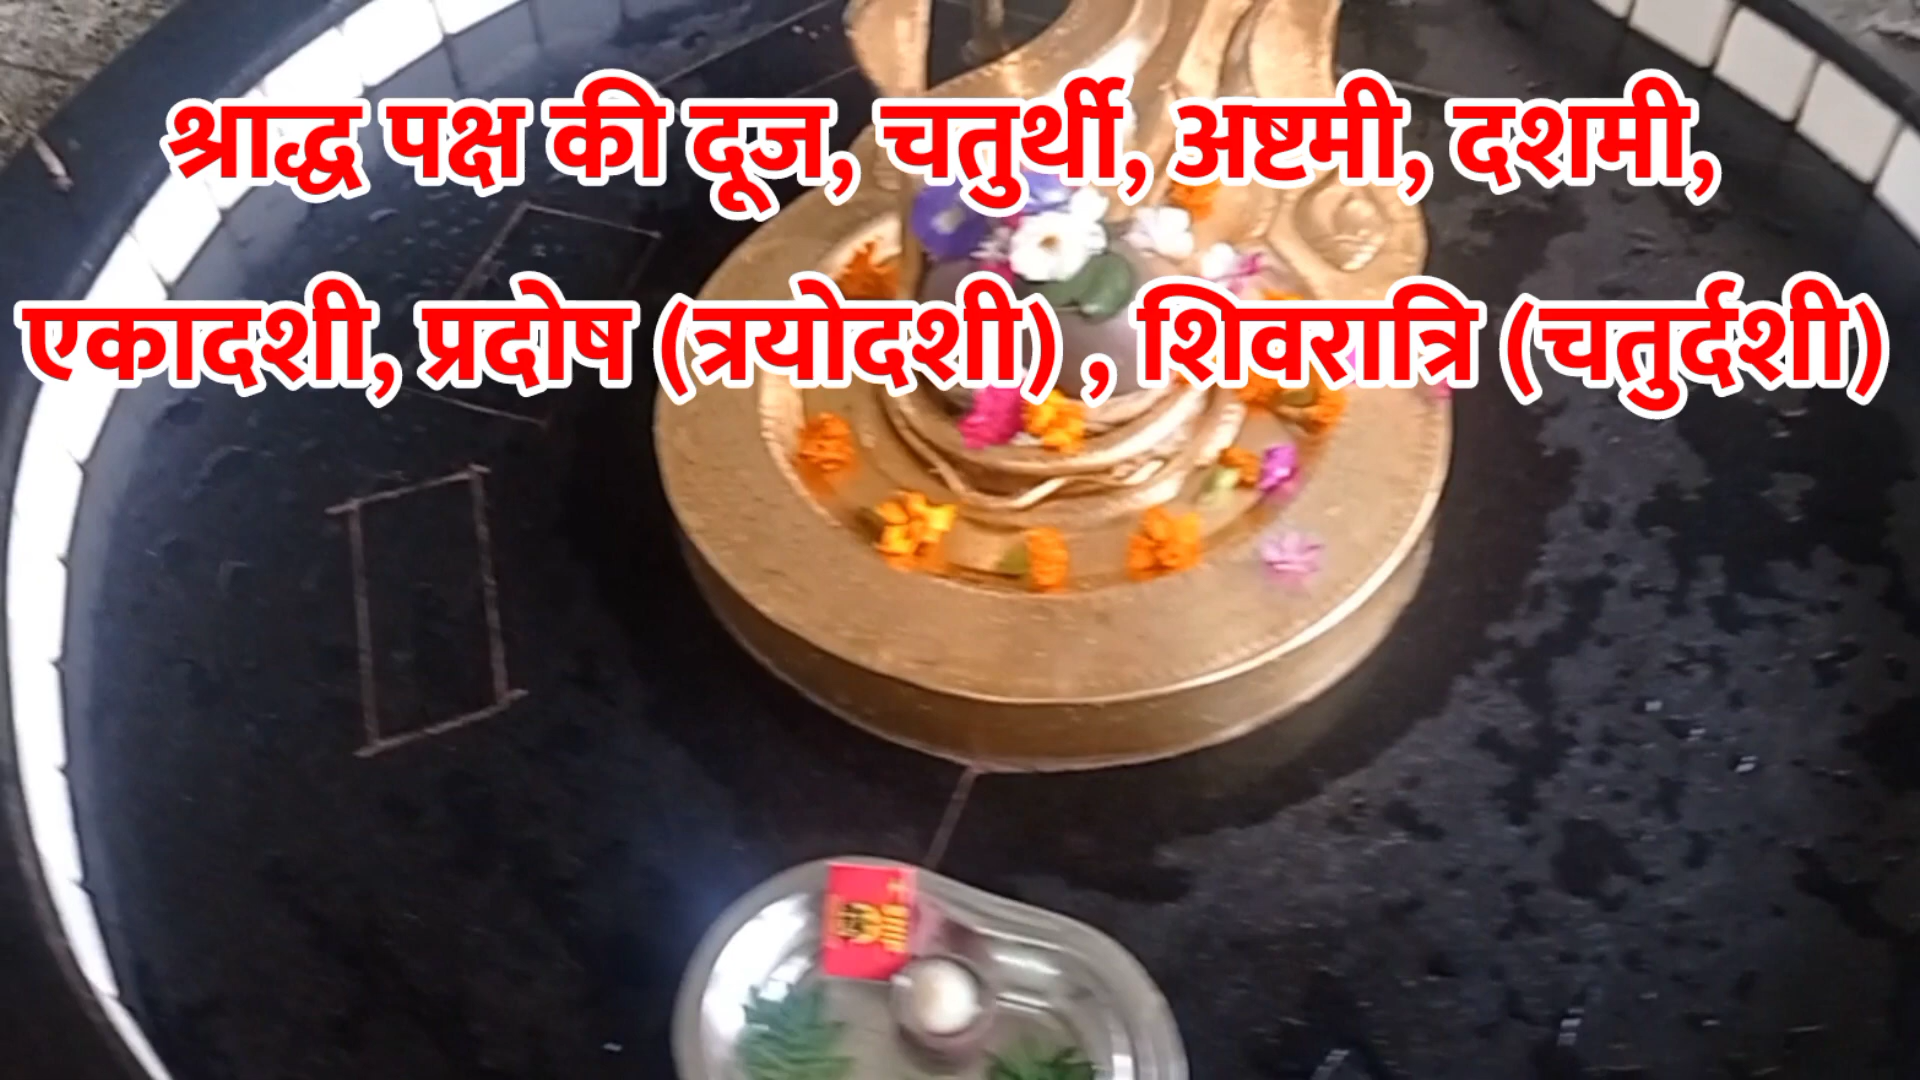 श्राद्ध पक्ष की दूज, चतुर्थी, अष्टमी, दशमी,
एकादशी, प्रदोष (त्रयोदशी) , शिवरात्रि (चतुर्दशी)